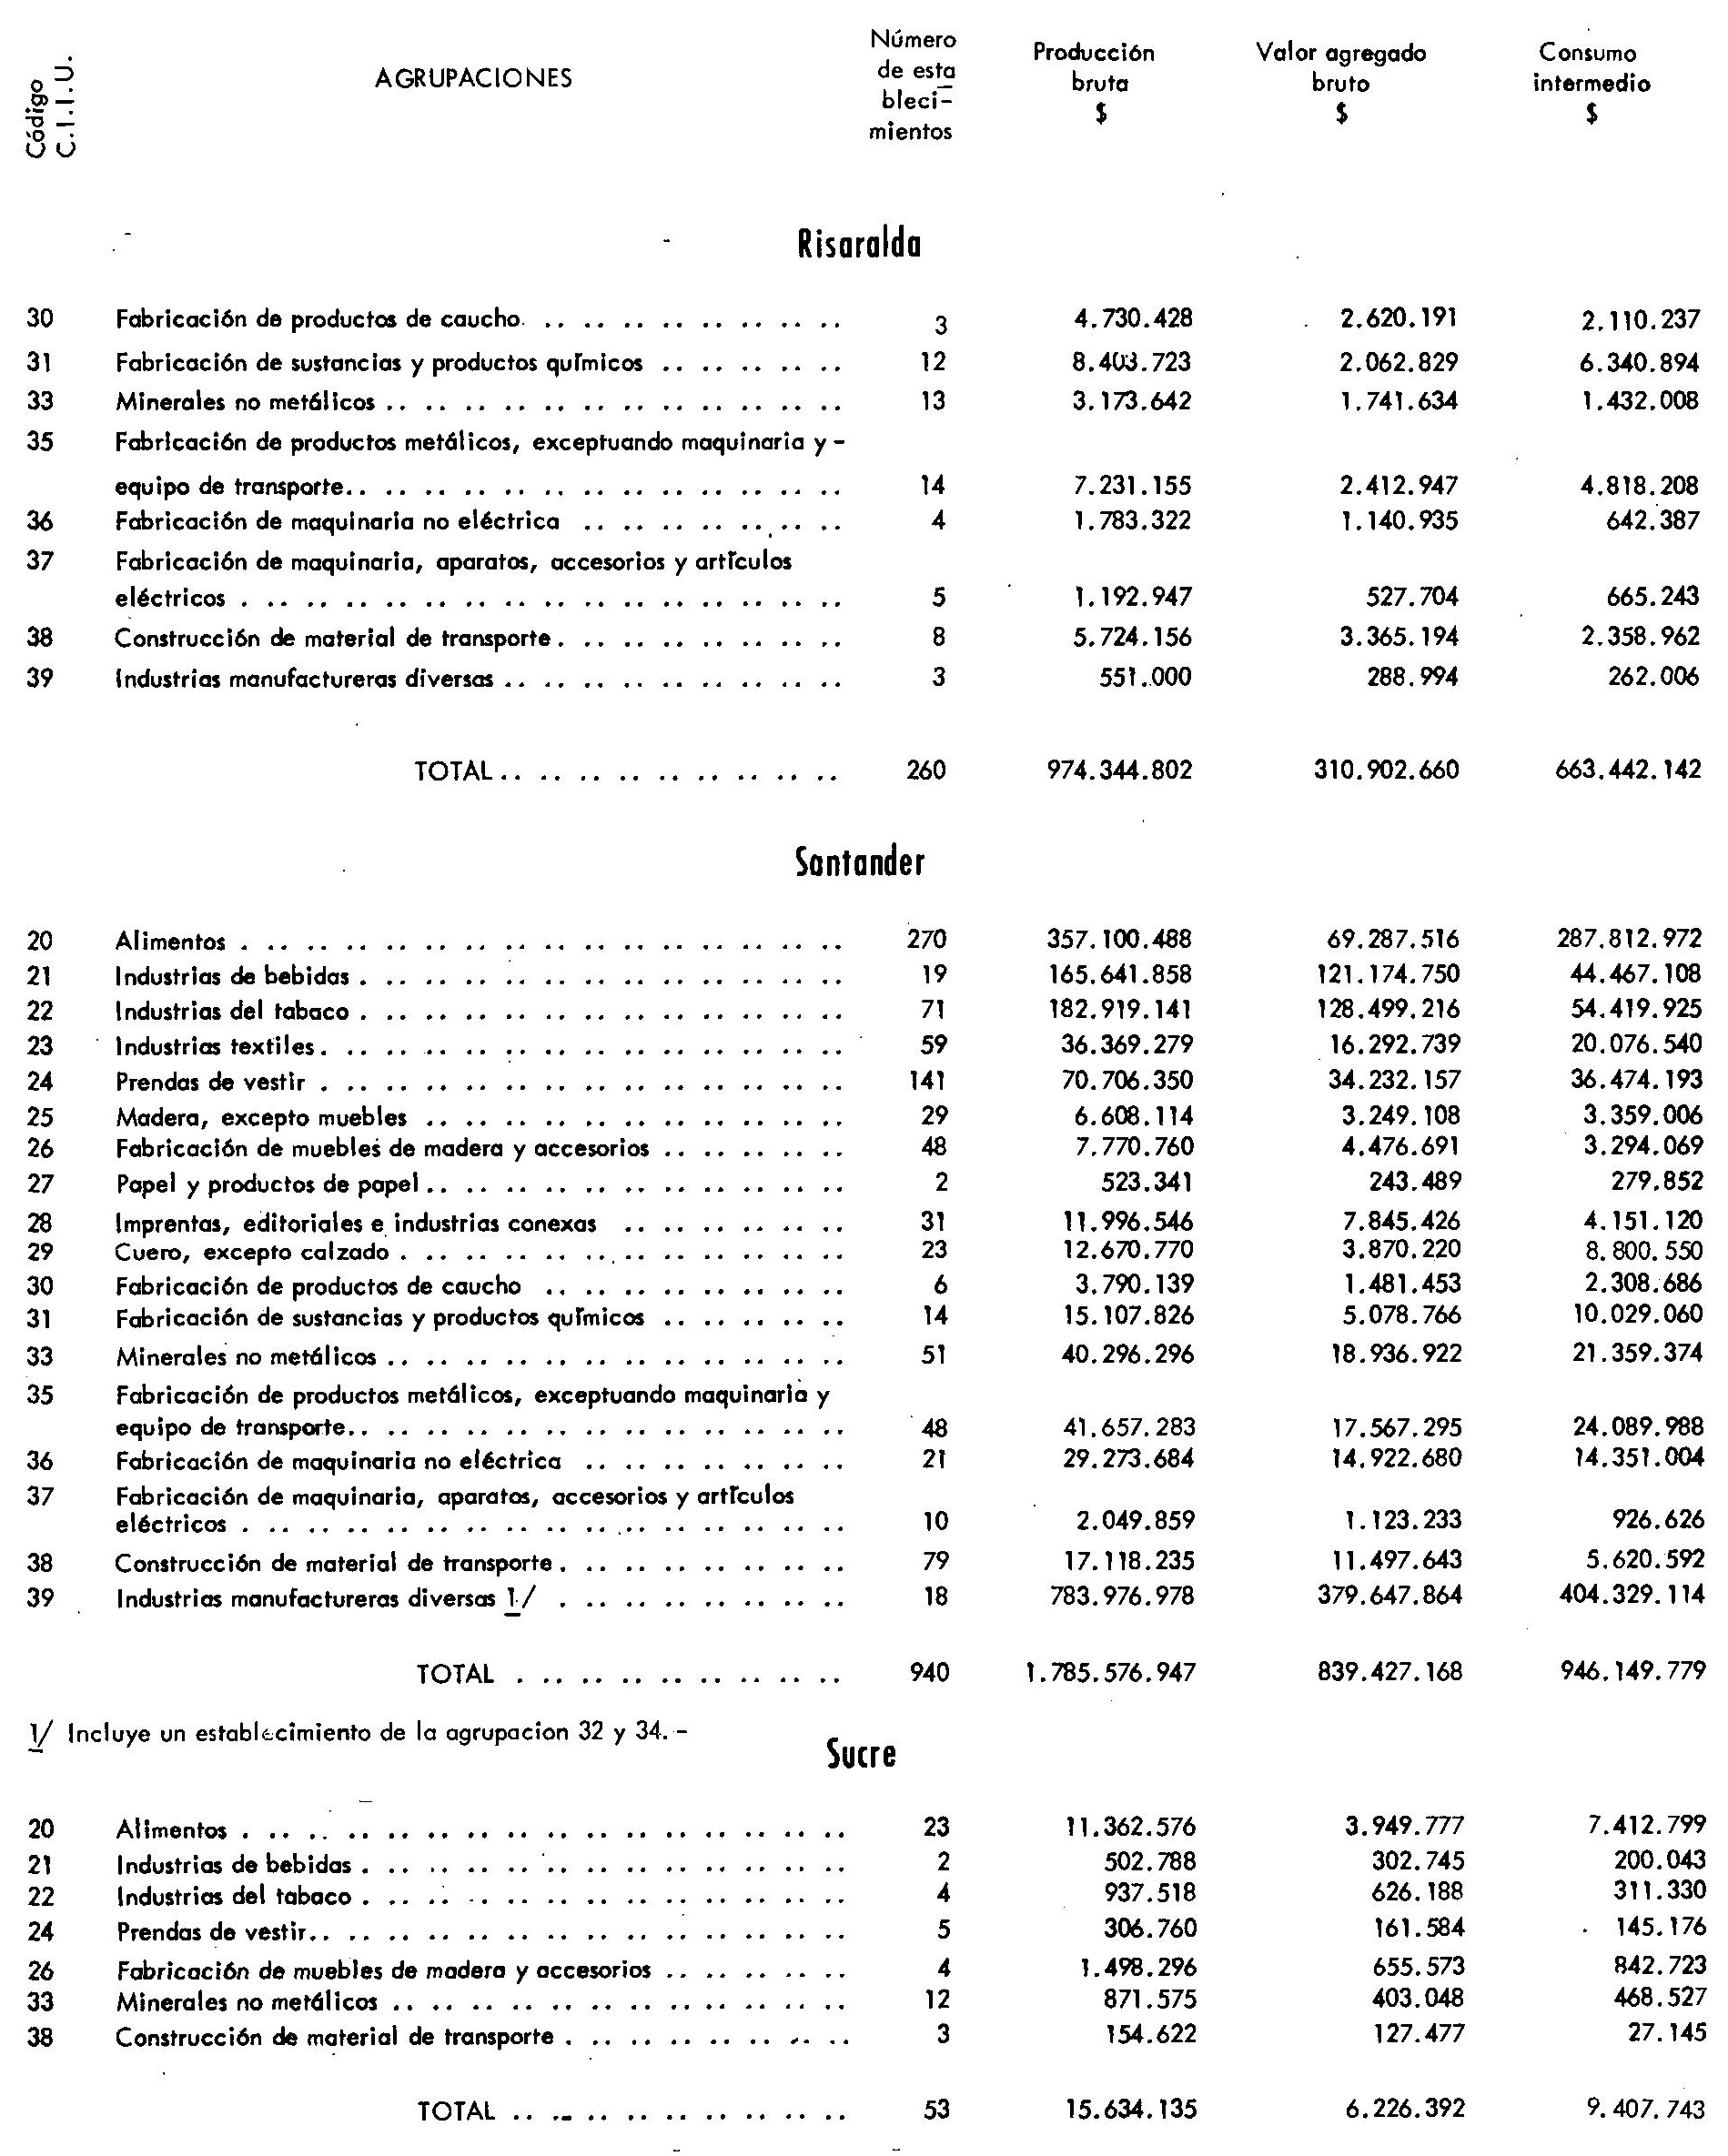 Código C.I.I.U. AGRUPACIONES Número de esta bleci- mientos Producción bruta $ Valor agregado bruto $ Consumo intermedio $
Risaralda
30 Fabricación de productos de caucho 3 4.730.428 2.620.191 2.110.237
31 Fabricación de sustancias y productos químicos 12 8.403.723 2.062.829 6.340.894
33 Minerales no metálicos 13 3.173.642 1.741.634 1.432.008
35 Fabricación de productos metálicos, exceptuando maquinaria y -
equipo de transporte 14 7.231.155 2.412.947 4.818.208
36 Fabricación de maquinaria no eléctrica 4 1.783.322 1.140.935 642.387
37 Fabricación de maquinaria, aparatos, accesorios y artículos
eléctricos 5 1.192.947 527.704 665.243
38 Construcción de material de transporte 8 5.724.156 3.365.194 2.358.962
39 Industrias manufactureras diversas 3 551.000 288.994 262.006
TOTAL 260 974.344.802 310.902.660 663.442.142
Santander
20 Alimentos 270 357.100.488 69.287.516 287.812.972
21 Industrias de bebidas 19 165.641.858 121.174.750 44.467.108
22 Industrias del tabaco 71 182.919.141 128.499.216 54.419.925
23 Industrias textiles 59 36.369.279 16.292.739 20.076.540
24 Prendas de vestir 141 70.706.350 34.232.157 36.474.193
25 Madera, excepto muebles 29 6.608.114 3.249.108 3.359.006
26 Fabricación de muebles de madera y accesorios 48 7.770.760 4.476.691 3.294.069
27 Papel y productos de papel 2 523.341 243.489 279.852
28 Imprentas, editoriales e industrias conexas 31 11.996.546 7.845.426 4.151.120
29 Cuero, excepto calzado 23 12.670.770 3.870.220 8.800.550
30 Fabricación de productos de caucho 6 3.790.139 1.481.453 2.308.686
31 Fabricación de sustancias y productos químicos 14 15.107.826 5.078.766 10.029.060
33 Minerales no metálicos 51 40.296.296 18.936.922 21.359.374
35 Fabricación de productos metálicos, exceptuando maquinaria y
equipo de transporte 48 41.657.283 17.567.295 24.089.988
36 Fabricación de maquinaria no eléctrica 21 29.273.684 14.922.680 14.351.004
37 Fabricación de maquinaria, aparatos, accesorios y artículos
eléctricos 10 2.049.859 1.123.233 926.626
38 Construcción de material de transporte 79 17.118.235 11.497.643 5.620.592
39 Industrias manufactureras diversas 1/ 18 783.976.978 379.647.864 404.329.114
TOTAL 940 1.785.576.947 839.427.168 946.149.779
1/ Incluye un establecimiento de la agrupacion 32 y 34. -
Sucre
20 Alimentos 23 11.362.576 3.949.777 7.412.799
21 Industrias de bebidas 2 502.788 302.745 200.043
22 Industrias del tabaco 4 937.518 626.188 311.330
24 Prendas de vestir 5 306.760 161.584 145.176
26 Fabricación de muebles de madera y accesorios 4 1.498.296 655.573 842.723
33 Minerales no metálicos 12 871.575 403.048 468.527
38 Construcción de material de transporte 3 154.622 127.477 27.145
TOTAL 53 15.634.135 6.226.392 9.407.743